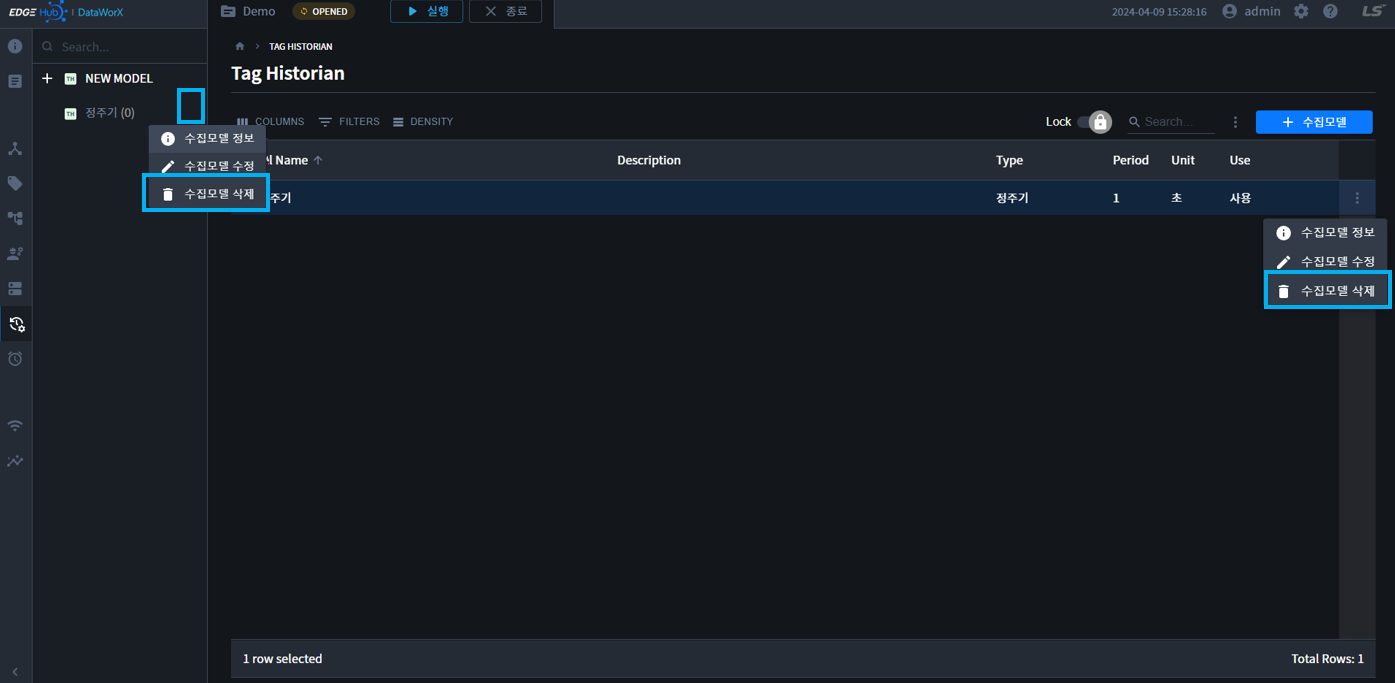 EDGE Hub | DataWorX
Demo
OPENED
실행
종료
2024-04-09 15:28:16
admin
LS
Search...
NEW MODEL
정주기 (0)
수집모델 정보
수집모델 수정
수집모델 삭제
TAG HISTORIAN
Tag Historian
COLUMNS
FILTERS
DENSITY
Lock
Search...
수집모델
Name
Description
Type
Period
Unit
Use
주기
정주기
1
초
사용
수집모델 정보
수집모델 수정
수집모델 삭제
1 row selected
Total Rows: 1